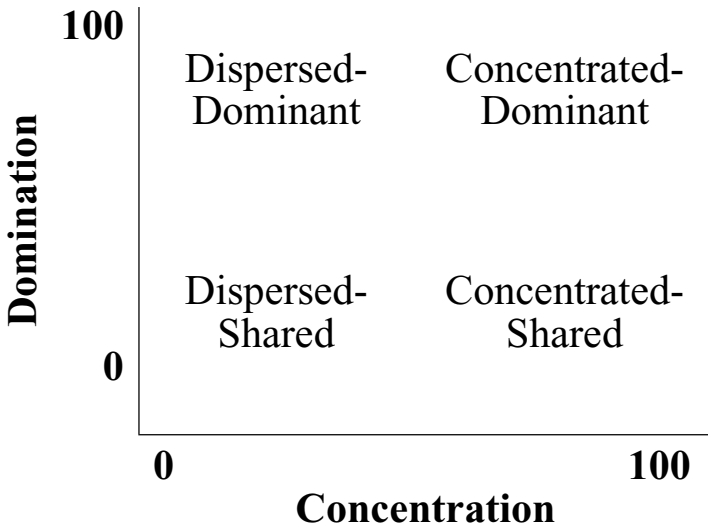 100
Dispersed-
Dominant
Concentrated-
Dominant
Domination
Dispersed-
Shared
Concentrated-
Shared
0
0
100
Concentration